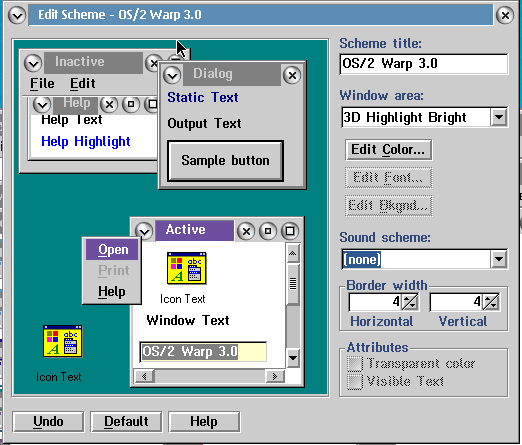 Edit Scheme - OS/2 Warp 3.0
Inactive
File Edit
Help
Help Text
Help Highlight
Dialog
Static Text
Output Text
Sample button
Active
Open
Print
Help
Icon Text
Window Text
OS/2 Warp 3.0
Icon Text
Scheme title:
OS/2 Warp 3.0
Window area:
3D Highlight Bright
Edit Color...
Edit Font...
Edit Bkgnd...
Sound scheme:
(none)
Border width
4 4
Horizontal Vertical
Attributes
Transparent color
Visible Text
Undo Default Help